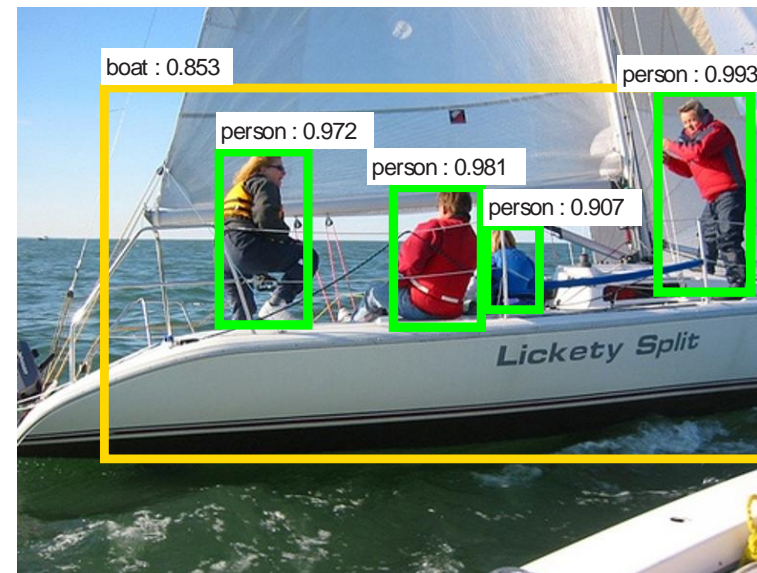 boat : 0.853
person : 0.993
person : 0.972
person : 0.981
person : 0.907
Lickety Split